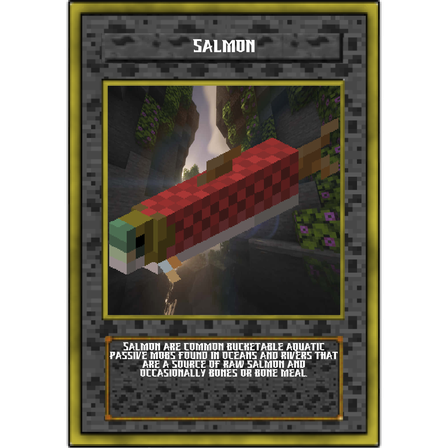 SALMON
SALMON ARE COMMON BUCKETABLE AQUATIC
PASSIVE MOBS FOUND IN OCEANS AND RIVERS THAT
ARE A SOURCE OF RAW SALMON AND
OCCASIONALLY BONES OR BONE MEAL